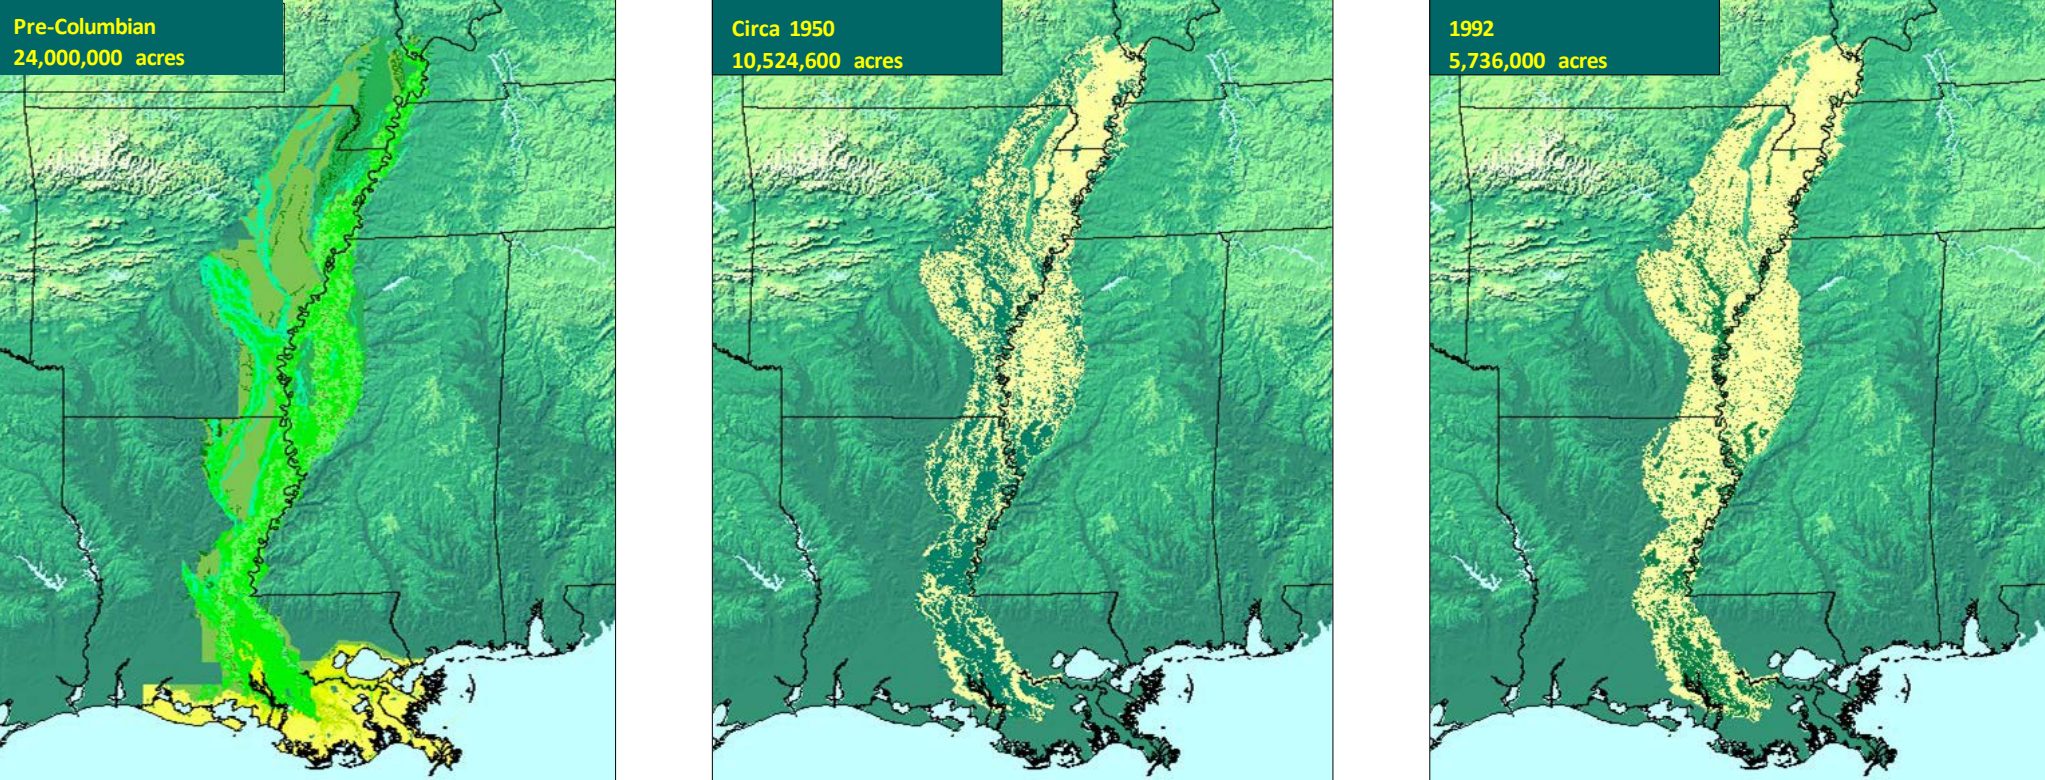 Pre-Columbian
24,000,000 acres
Circa 1950
10,524,600 acres
1992
5,736,000 acres